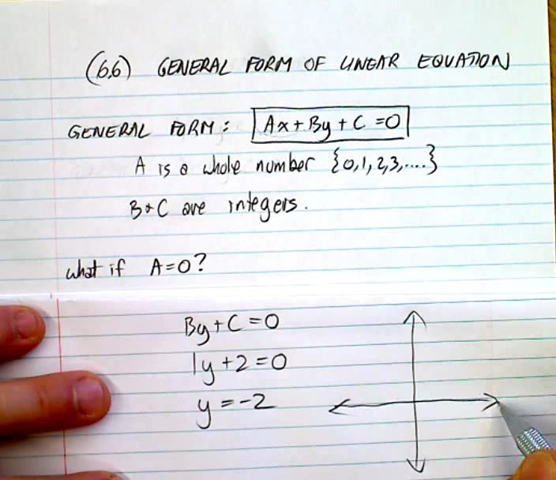 (6.6) GENERAL FORM OF LINEAR EQUATION
GENERAL FORM: Ax + By + C = 0
A is a whole number {0,1,2,3,....}
B + C are integers.
what if A=0?
By + C = 0
1y + 2 = 0
y = -2